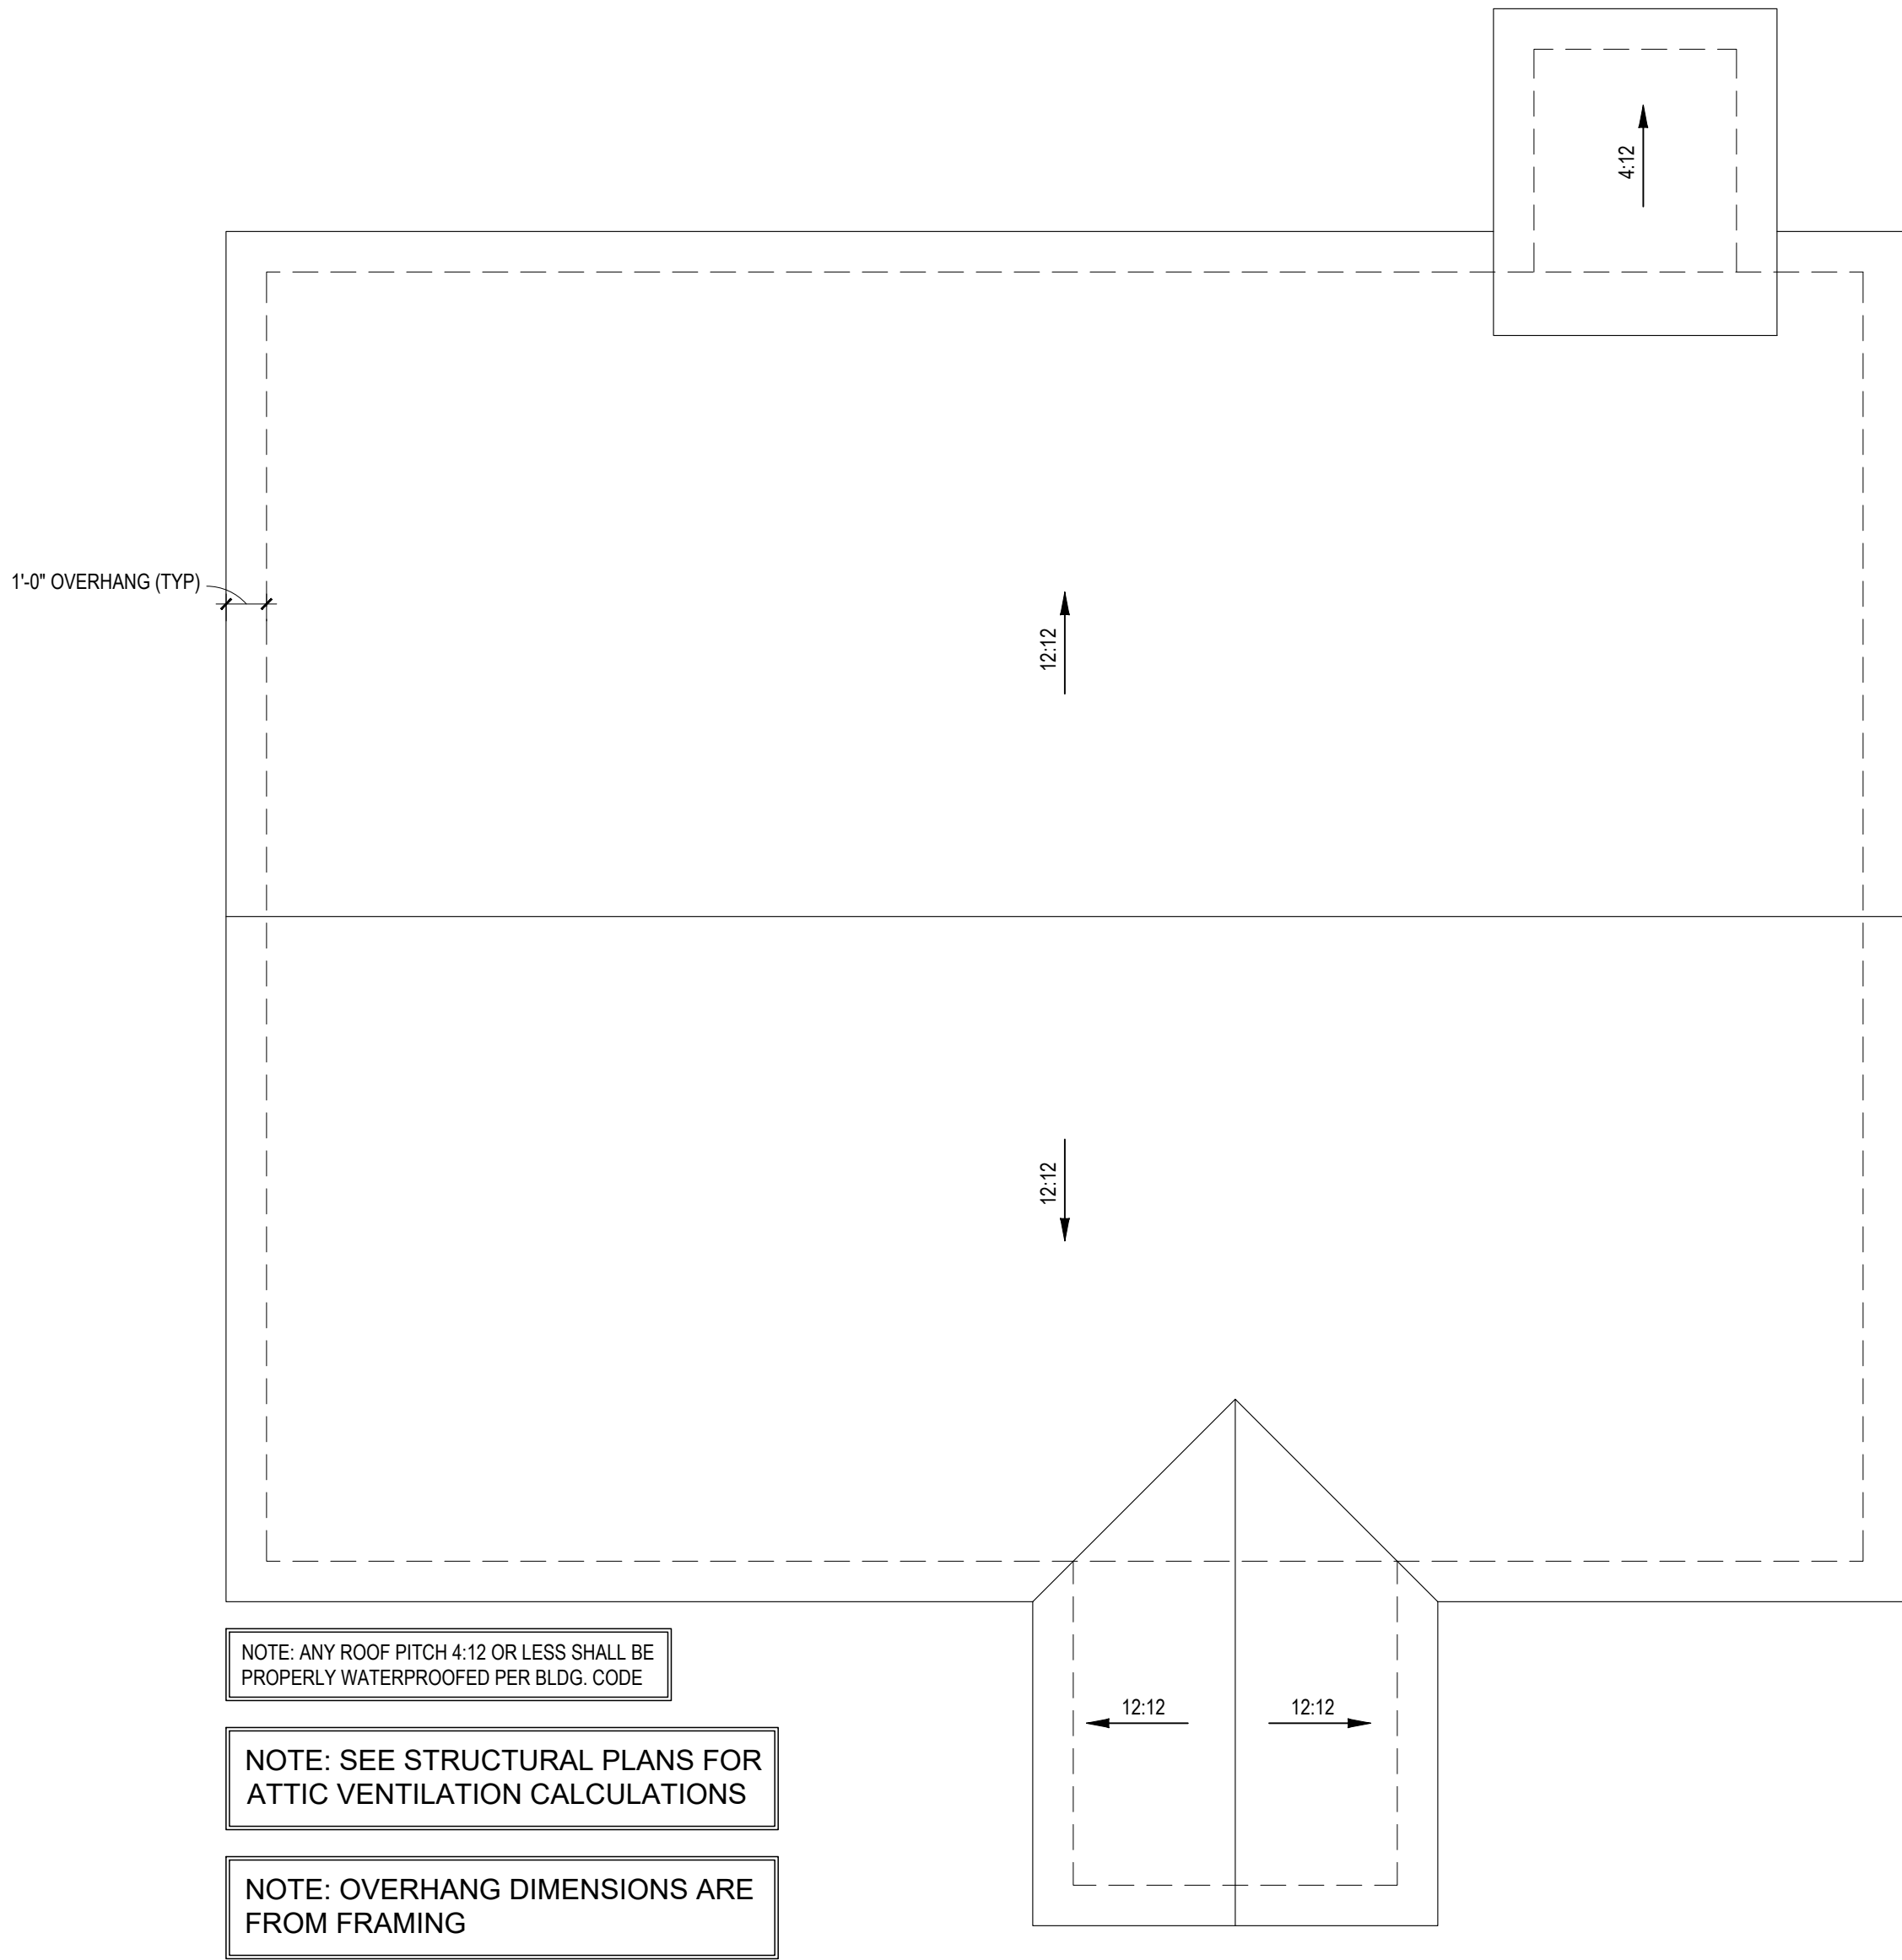 4:12
1'-0" OVERHANG (TYP)
12:12
12:12
NOTE: ANY ROOF PITCH 4:12 OR LESS SHALL BE
PROPERLY WATERPROOFED PER BLDG. CODE
12:12
12:12
NOTE: SEE STRUCTURAL PLANS FOR
ATTIC VENTILATION CALCULATIONS
NOTE: OVERHANG DIMENSIONS ARE
FROM FRAMING